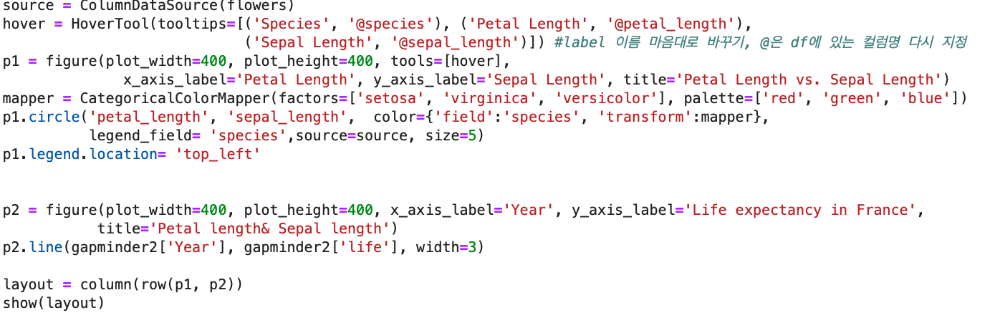 source = ColumnDataSource(flowers)
hover = HoverTool(tooltips=[('Species', '@species'), ('Petal Length', '@petal_length'),
('Sepal Length', '@sepal_length')]) #label 이름 마음대로 바꾸기, @은 df에 있는 컬럼명 다시 지정
p1 = figure(plot_width=400, plot_height=400, tools=[hover],
x_axis_label='Petal Length', y_axis_label='Sepal Length', title='Petal Length vs. Sepal Length')
mapper = CategoricalColorMapper(factors=['setosa', 'virginica', 'versicolor'], palette=['red', 'green', 'blue'])
p1.circle('petal_length', 'sepal_length',  color={'field':'species', 'transform':mapper},
legend_field= 'species',source=source, size=5)
p1.legend.location= 'top_left'
p2 = figure(plot_width=400, plot_height=400, x_axis_label='Year', y_axis_label='Life expectancy in France',
title='Petal length& Sepal length')
p2.line(gapminder2['Year'], gapminder2['life'], width=3)
layout = column(row(p1, p2))
show(layout)